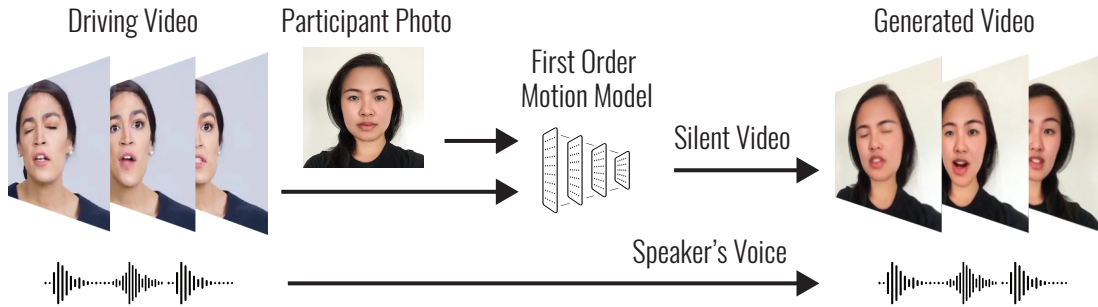 Driving Video
Participant Photo
Generated Video
First Order
Motion Model
Silent Video
Speaker's Voice